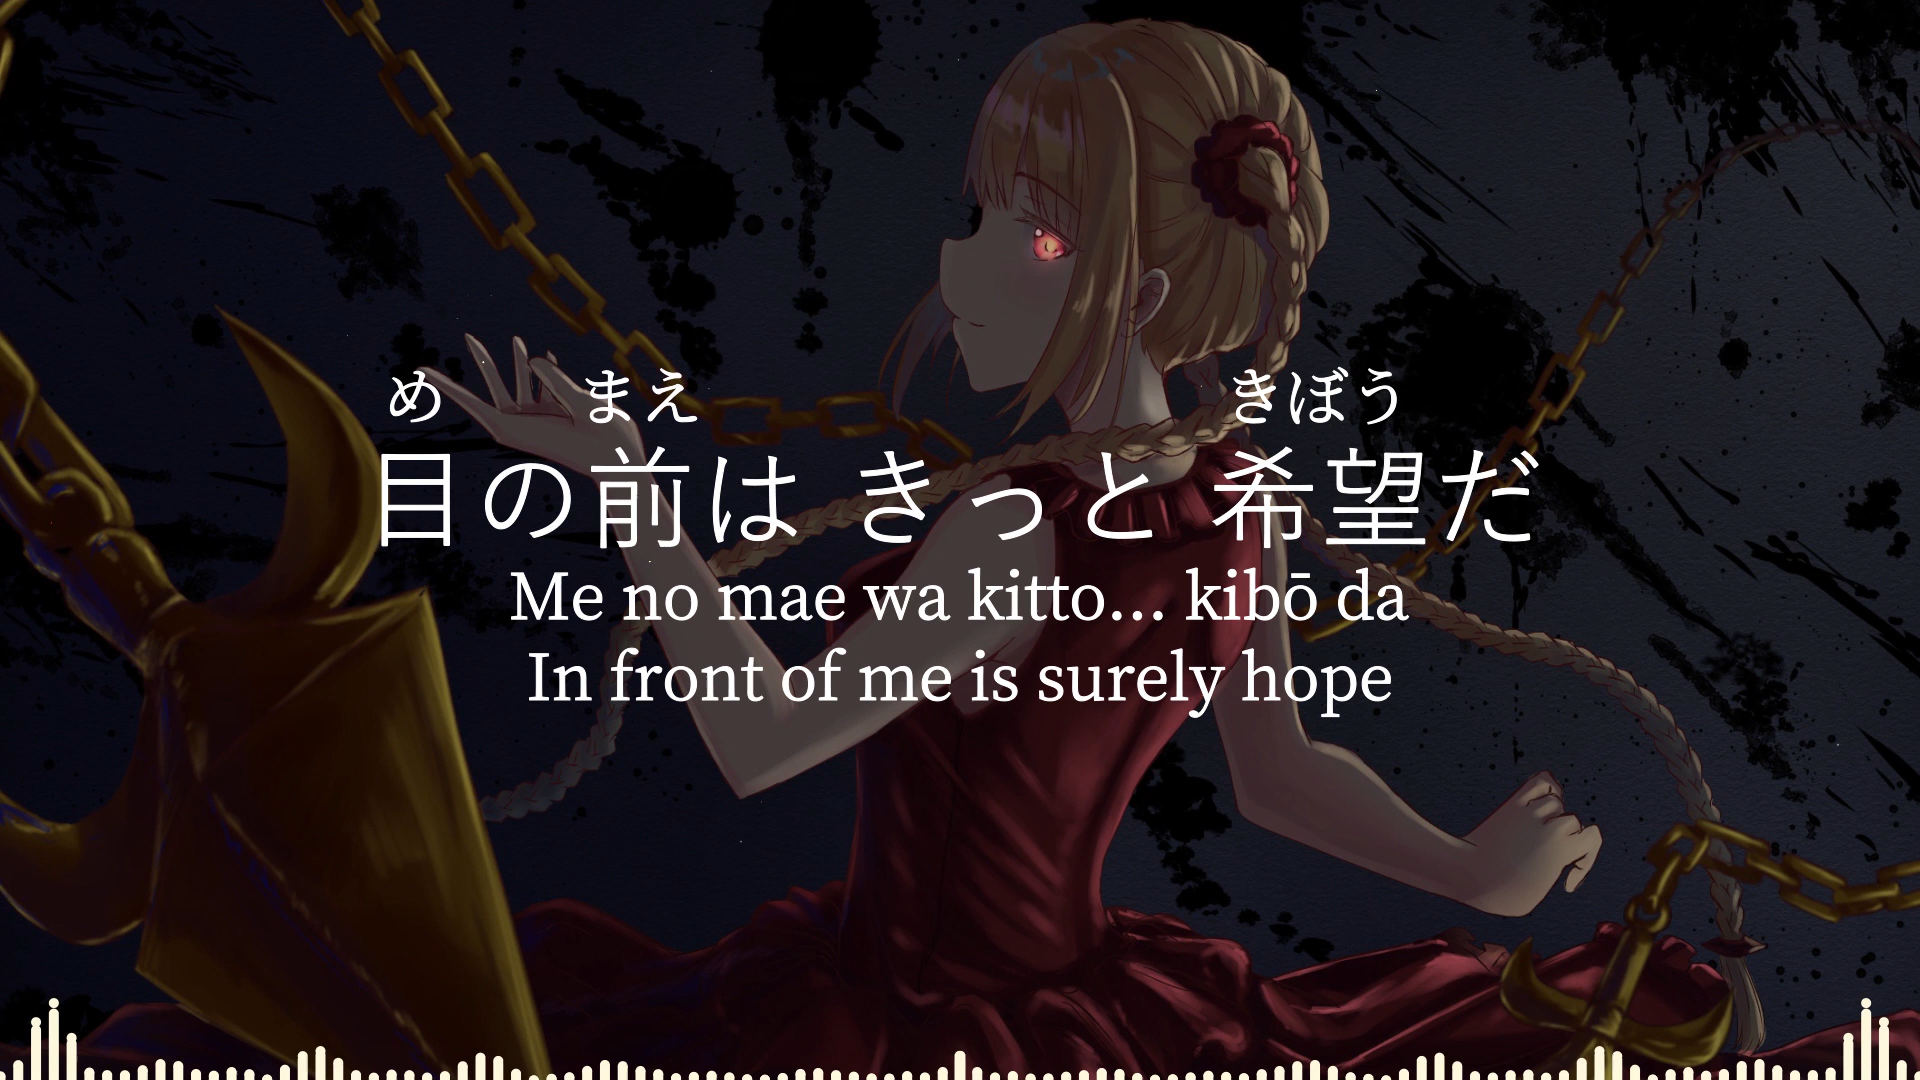 め まえ きぼう
目の前は きっと 希望だ
Me no mae wa kitto... kibō da
In front of me is surely hope